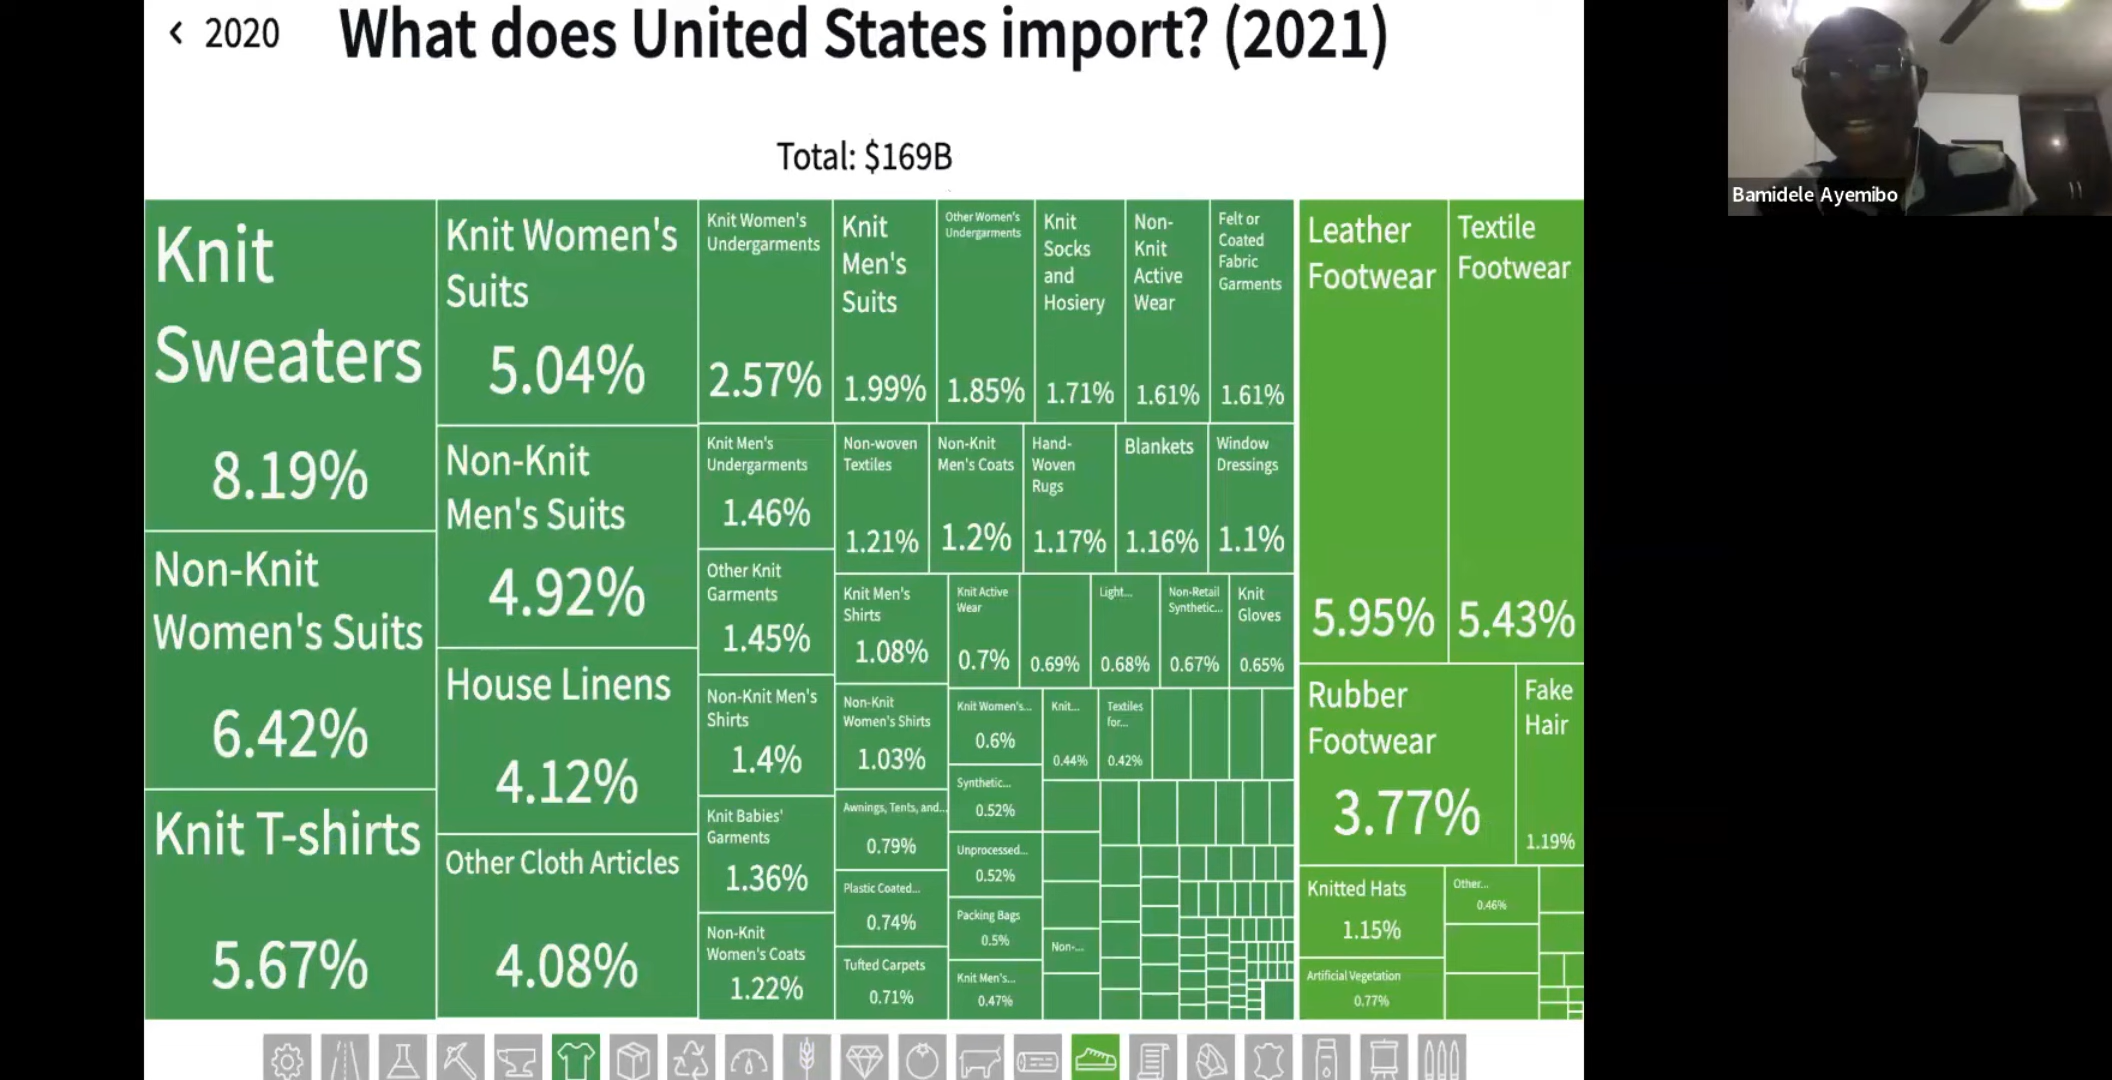 2020
What does United States import? (2021)
Total: $169B
Knit
Sweaters
8.19%
Non-Knit
Women's Suits
6.42%
Knit T-shirts
5.67%
Knit Women's
Suits
5.04%
Non-Knit
Men's Suits
4.92%
House Linens
4.12%
Other Cloth Articles
4.08%
Knit Women's
Undergarments
2.57%
Knit Men's
Undergarments
1.46%
Other Knit
Garments
1.45%
Non-Knit Men's
Shirts
1.4%
Knit Babies'
Garments
1.36%
Non-Knit
Women's Coats
1.22%
Knit
Men's
Suits
1.99%
Other Women's
Undergarments
1.85%
Knit
Socks
and
Hosiery
1.71%
Non-
Knit
Active
Wear
1.61%
Felt or
Coated
Fabric
Garments
1.61%
Non-woven
Textiles
1.21%
Non-Knit
Men's Coats
1.2%
Hand-
Woven
Rugs
1.17%
Blankets
1.16%
Window
Dressings
1.1%
Knit Men's
Shirts
1.08%
Non-Knit
Women's Shirts
1.03%
Awnings, Tents, and...
0.79%
Plastic Coated...
0.74%
Tufted Carpets
0.71%
Knit Active
Wear
0.7%
0.69%
Light...
0.68%
Non-Retail
Synthetic...
0.67%
Knit
Gloves
0.65%
Knit Women's...
0.6%
Synthetic...
0.52%
Unprocessed...
0.52%
Packing Bags
0.5%
Knit Men's...
0.47%
Knit...
0.44%
Textiles
for...
0.42%
Non-...
Leather
Footwear
5.95%
Textile
Footwear
5.43%
Rubber
Footwear
3.77%
Fake
Hair
1.19%
Knitted Hats
1.15%
Artificial Vegetation
0.77%
Other...
0.46%
Bamidele Ayemibo